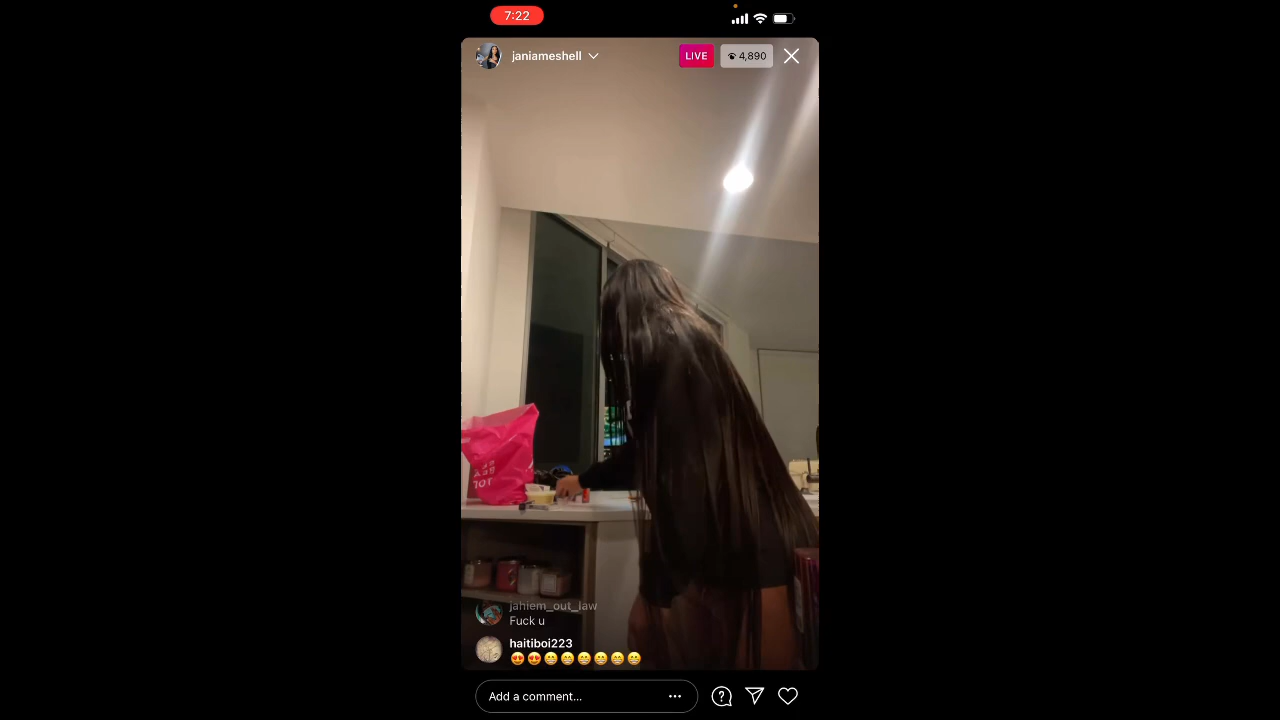 7:22
janiameshell
LIVE
4,890
jahiem_out_law
Fuck u
haitiboi223
😍😍😁😁😁😁😁😁
Add a comment...